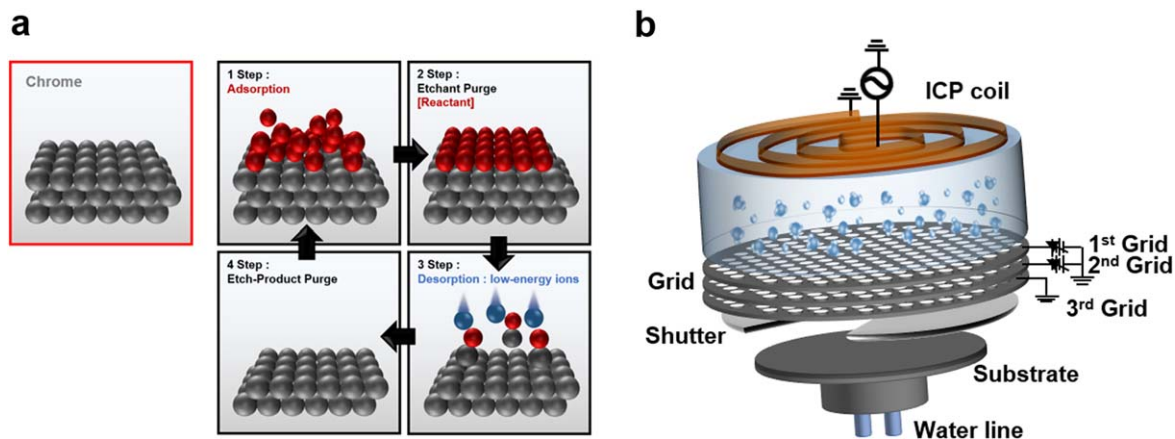 a
Chrome
1 Step :
Adsorption
2 Step :
Etchant Purge
[Reactant]
4 Step :
Etch-Product Purge
3 Step :
Desorption : low-energy ions
b
ICP coil
1st Grid
2nd Grid
3rd Grid
Grid
Shutter
Substrate
Water line